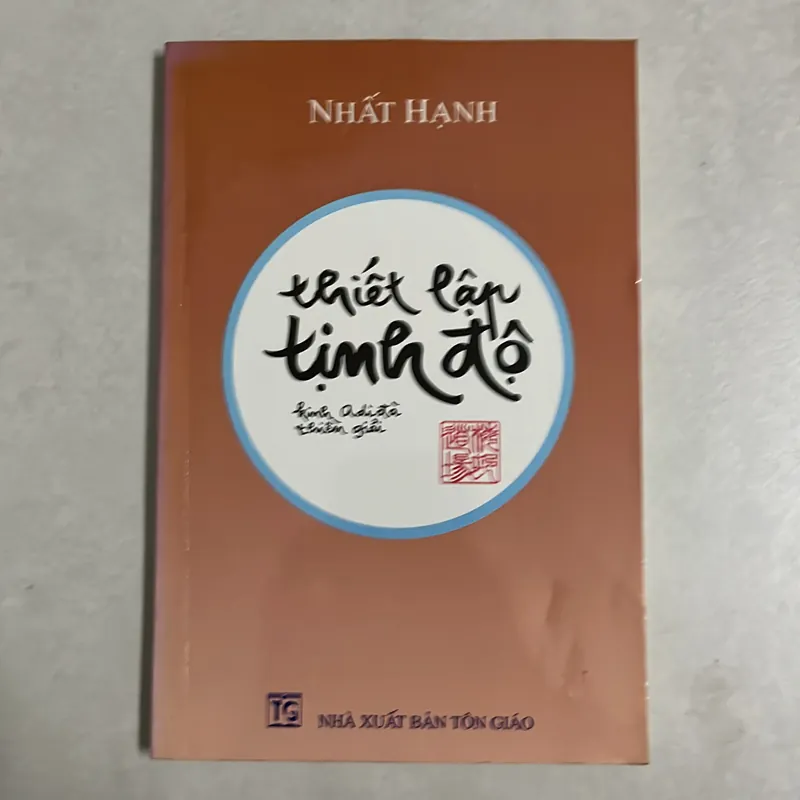 NHẤT HẠNH
thiết lập
tịnh độ
kinh A di đà
thiền giải
TG NHÀ XUẤT BẢN TÔN GIÁO